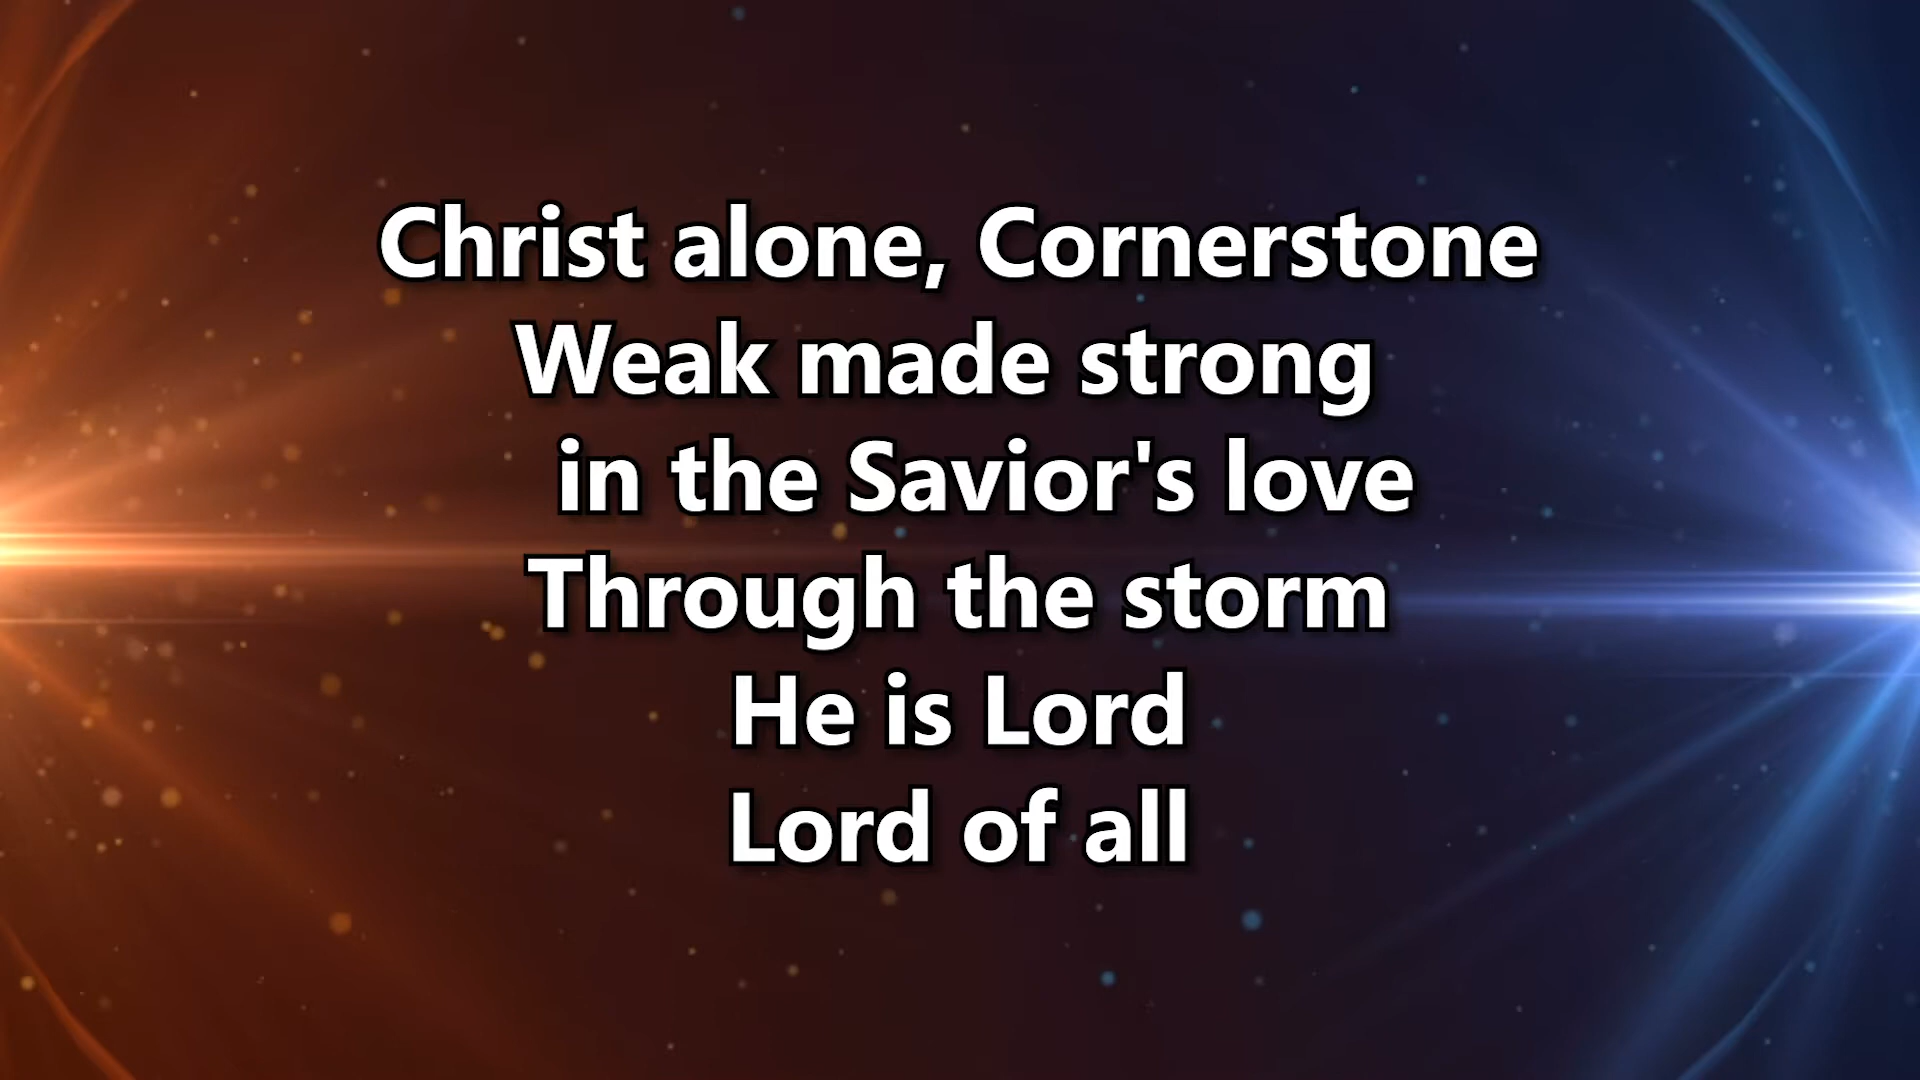 Christ alone, Cornerstone
Weak made strong
in the Savior's love
Through the storm
He is Lord
Lord of all